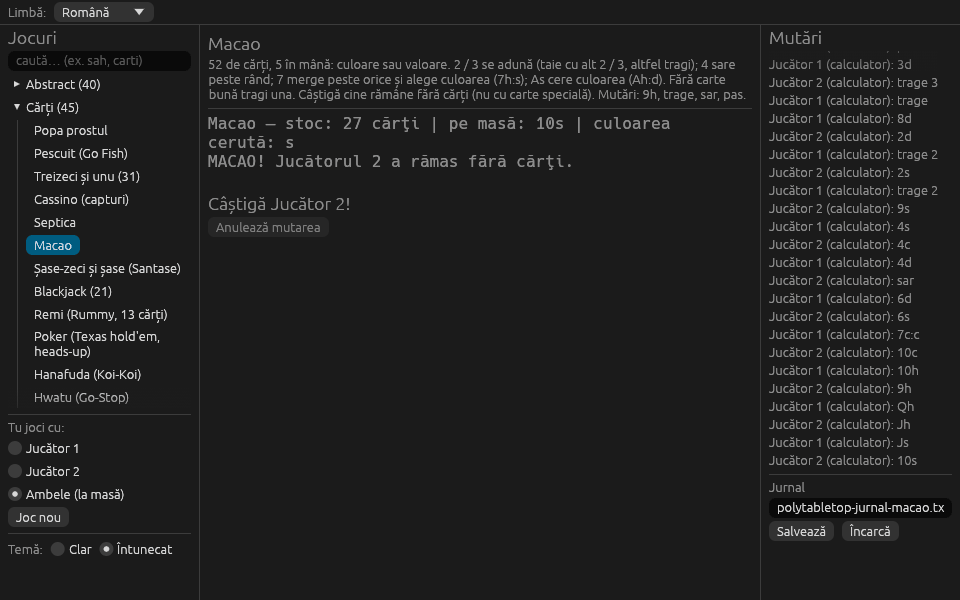 Limbă: Română
Jocuri
caută... (ex. sah, carti)
Abstract (40)
Cărți (45)
Popa prostul
Pescuit (Go Fish)
Treizeci și unu (31)
Cassino (capturi)
Septica
Macao
Șase-zeci și șase (Santase)
Blackjack (21)
Remi (Rummy, 13 cărți)
Poker (Texas hold'em,
heads-up)
Hanafuda (Koi-Koi)
Hwatu (Go-Stop)
Tu joci cu:
Jucător 1
Jucător 2
Ambele (la masă)
Joc nou
Temă: Clar Întunecat
Macao
52 de cărți, 5 în mână: culoare sau valoare. 2 / 3 se adună (taie cu alt 2 / 3, altfel tragi); 4 sare
peste rând; 7 merge peste orice și alege culoarea (7h:s); As cere culoarea (Ah:d). Fără carte
bună tragi una. Câștigă cine rămâne fără cărți (nu cu carte specială). Mutări: 9h, trage, sar, pas.
Macao — stoc: 27 cărţi | pe masă: 10s | culoarea
cerută: s
MACAO! Jucătorul 2 a rămas fără cărţi.
Câștigă Jucător 2!
Anulează mutarea
Mutări
Jucător 1 (calculator): 3d
Jucător 2 (calculator): trage 3
Jucător 1 (calculator): trage
Jucător 1 (calculator): 8d
Jucător 2 (calculator): 2d
Jucător 1 (calculator): trage 2
Jucător 2 (calculator): 2s
Jucător 1 (calculator): trage 2
Jucător 2 (calculator): 9s
Jucător 1 (calculator): 4s
Jucător 2 (calculator): 4c
Jucător 1 (calculator): 4d
Jucător 2 (calculator): sar
Jucător 1 (calculator): 6d
Jucător 2 (calculator): 6s
Jucător 1 (calculator): 7c:c
Jucător 2 (calculator): 10c
Jucător 1 (calculator): 10h
Jucător 2 (calculator): 9h
Jucător 1 (calculator): Qh
Jucător 2 (calculator): Jh
Jucător 1 (calculator): Js
Jucător 2 (calculator): 10s
Jurnal
polytabletop-jurnal-macao.tx
Salvează Încarcă